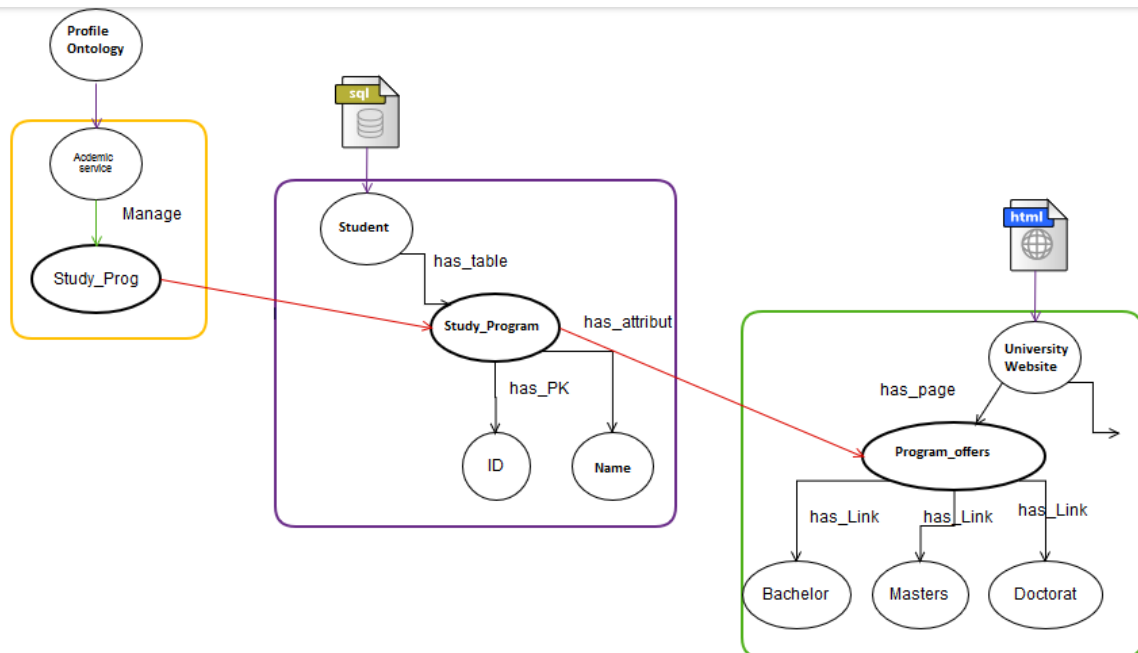 Profile
Ontology
sql
Acdemic
service
Manage
Study_Prog
Student
has_table
Study_Program
has_attribut
has_PK
ID
Name
html
University
Website
has_page
Program_offers
has_Link
has_Link
has_Link
Bachelor
Masters
Doctorat